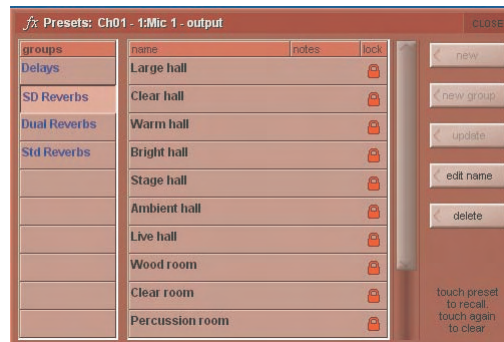 fx Presets: Ch01 - 1:Mic 1 - output
CLOSE
groups
Delays
SD Reverbs
Dual Reverbs
Std Reverbs
name notes lock
Large hall
Clear hall
Warm hall
Bright hall
Stage hall
Ambient hall
Live hall
Wood room
Clear room
Percussion room
new
new group
update
edit name
delete
touch preset
to recall.
touch again
to clear